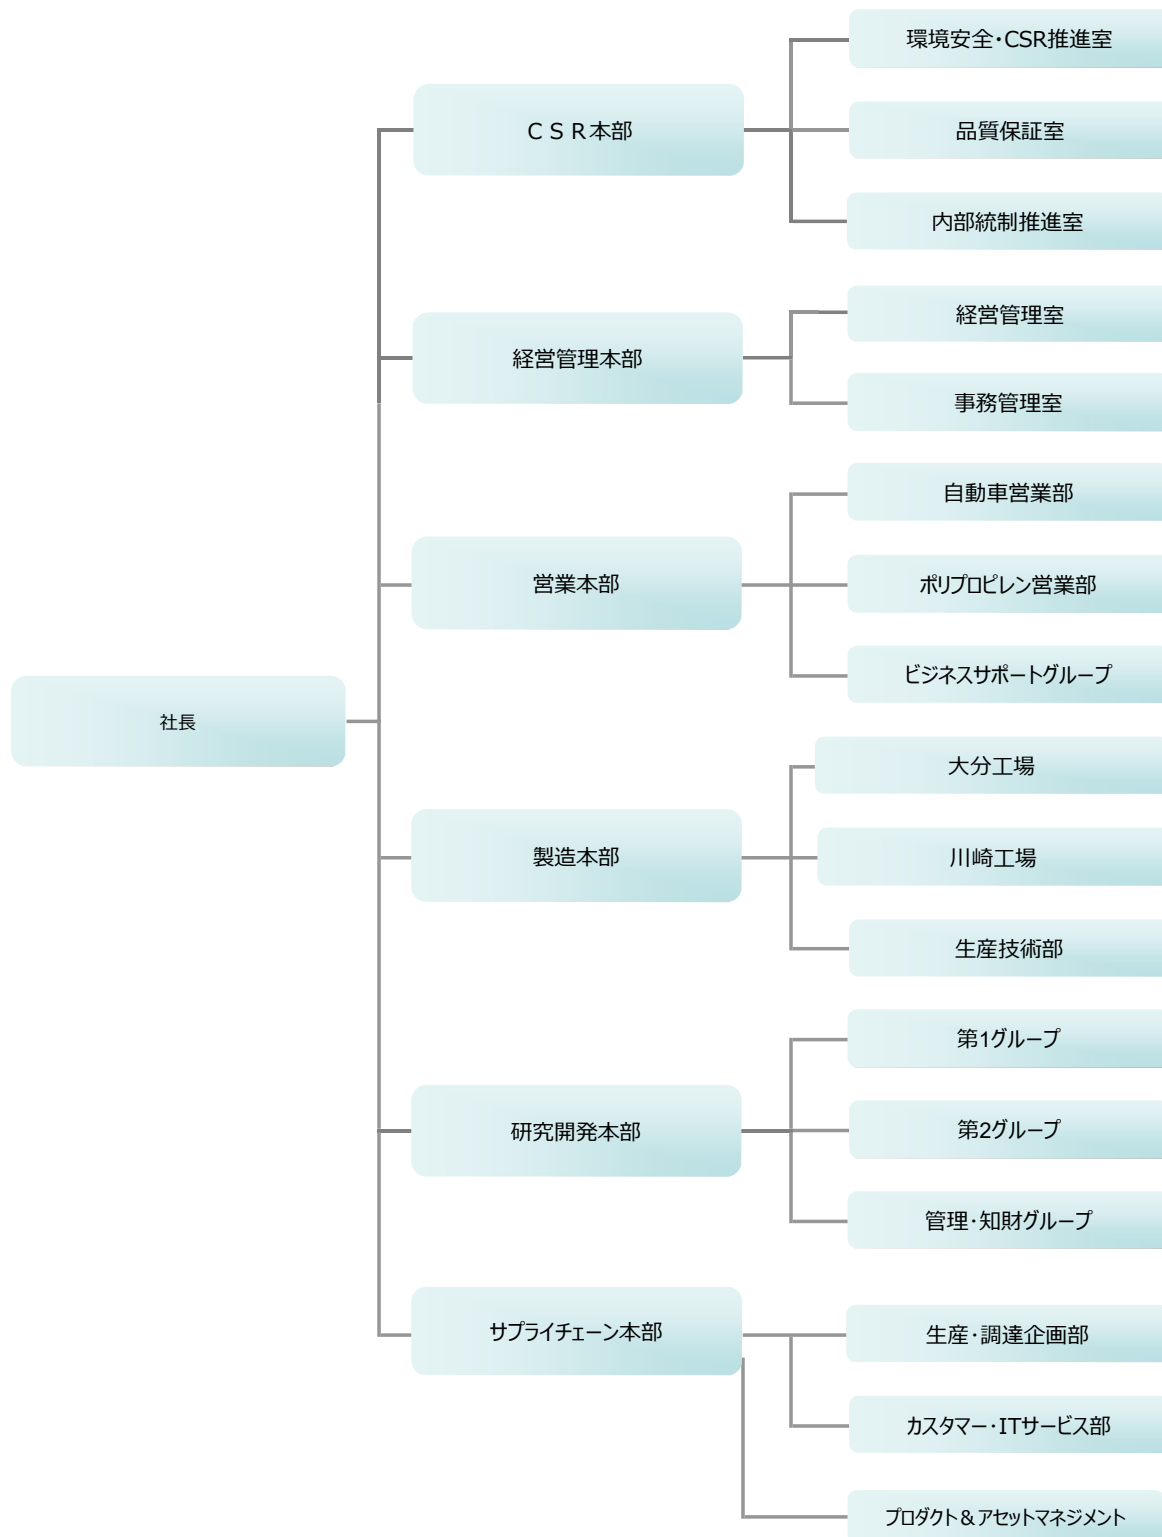 社長
ＣＳＲ本部
環境安全・CSR推進室
品質保証室
内部統制推進室
経営管理本部
経営管理室
事務管理室
営業本部
自動車営業部
ポリプロピレン営業部
ビジネスサポートグループ
製造本部
大分工場
川崎工場
生産技術部
研究開発本部
第1グループ
第2グループ
管理・知財グループ
サプライチェーン本部
生産・調達企画部
カスタマー・ITサービス部
プロダクト＆アセットマネジメント